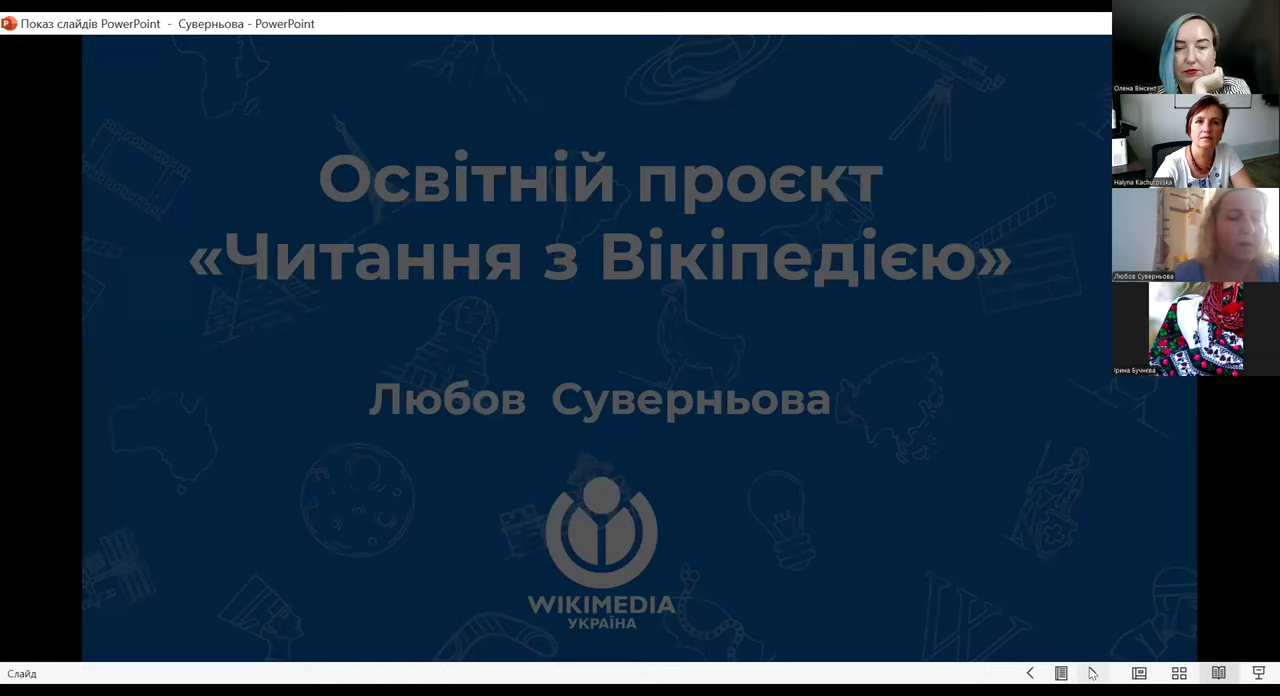 Показ слайдів PowerPoint - Суверньова - PowerPoint
Освітній проєкт
«Читання з Вікіпедією»
Любов Суверньова
WIKIMEDIA
УКРАЇНА
Олена Вінсент
Halyna Kachurovska
Любов Суверньова
Ірина Бучнєва
Слайд